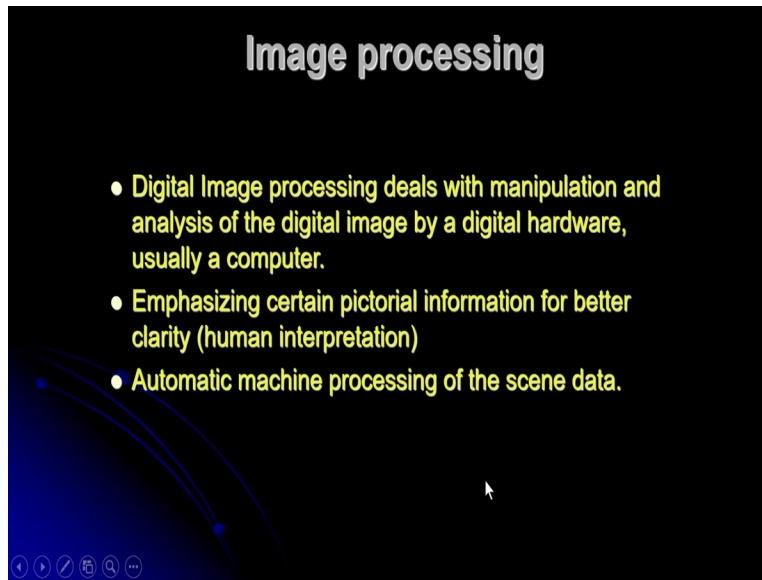 Image processing
Digital Image processing deals with manipulation and
analysis of the digital image by a digital hardware,
usually a computer.
Emphasizing certain pictorial information for better
clarity (human interpretation)
Automatic machine processing of the scene data.